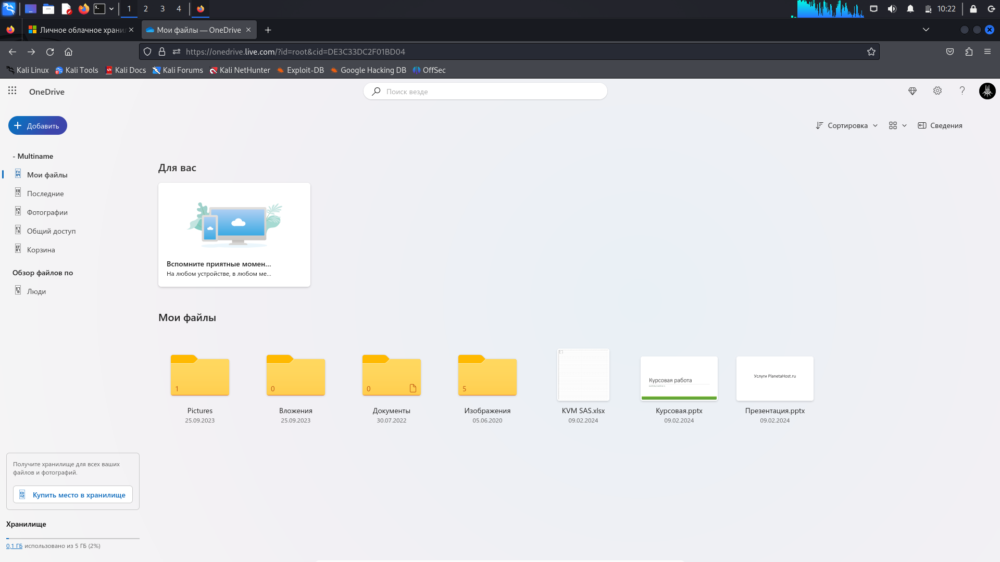 1 2 3 4
10:22
Личное облачное храни
Мои файлы — OneDrive
https://onedrive.live.com/?id=root&cid=DE3C33DC2F01BD04
Kali Linux Kali Tools Kali Docs Kali Forums Kali NetHunter Exploit-DB Google Hacking DB OffSec
OneDrive
Поиск везде
Добавить
Сортировка
Сведения
- Multiname
Мои файлы
Последние
Фотографии
Общий доступ
Корзина
Обзор файлов по
Люди
Для вас
Вспомните приятные момен...
На любом устройстве, в любом ме...
Мои файлы
1
0
0
5
Курсовая работа
Услуги PlanetaHost.ru
Pictures
25.09.2023
Вложения
25.09.2023
Документы
30.07.2022
Изображения
05.06.2020
KVM SAS.xlsx
09.02.2024
Курсовая.pptx
09.02.2024
Презентация.pptx
09.02.2024
Получите хранилище для всех ваших
файлов и фотографий.
Купить место в хранилище
Хранилище
0,1 ГБ использовано из 5 ГБ (2%)